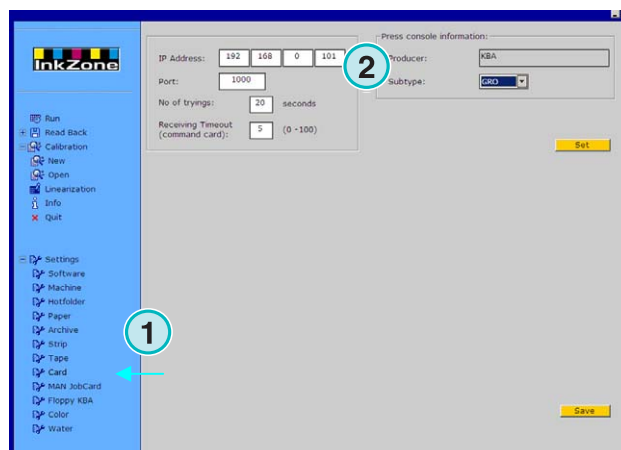 InkZone
Run
Read Back
Calibration
New
Open
Linearization
Info
Quit
Settings
Software
Machine
Hotfolder
Paper
Archive
Strip
Tape
Card
MAN JobCard
Floppy KBA
Color
Water
1
IP Address: 192 168 0 101
Port: 1000
No of tryings: 20 seconds
Receiving Timeout
(command card): 5 (0 -100)
2
Press console information:
Producer: KBA
Subtype: GRO
Set
Save